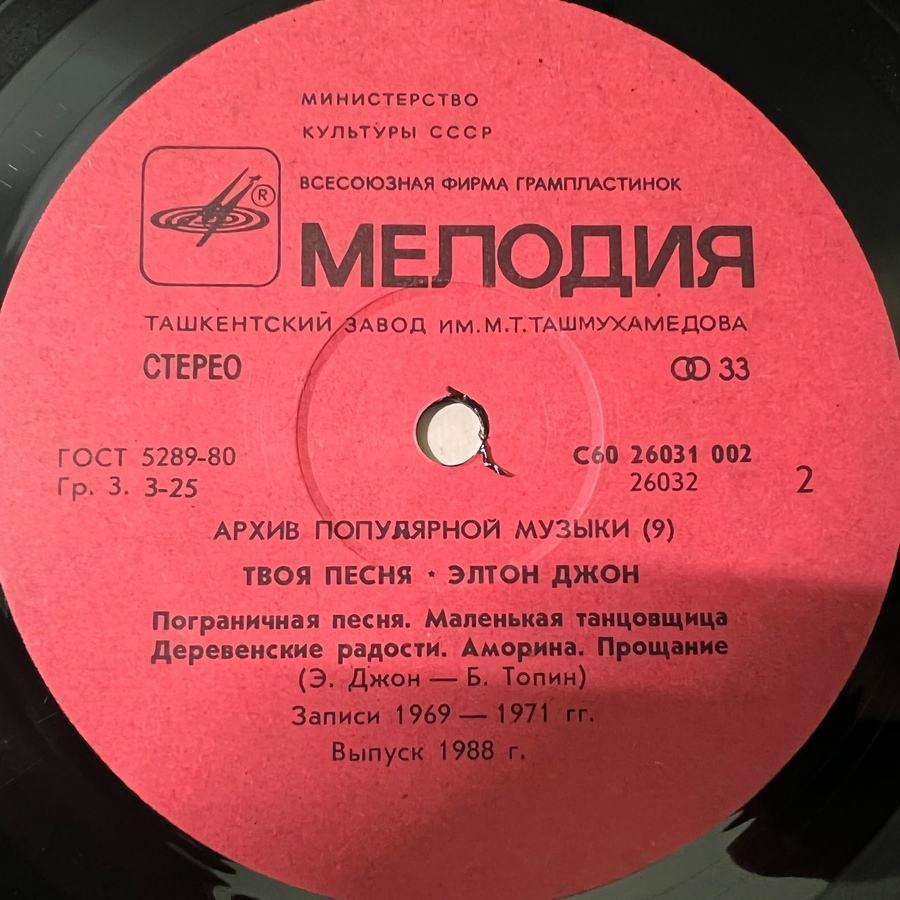 МИНИСТЕРСТВО
КУЛЬТУРЫ СССР
ВСЕСОЮЗНАЯ ФИРМА ГРАМПЛАСТИНОК
®
МЕЛОДИЯ
ТАШКЕНТСКИЙ ЗАВОД ИМ.М.Т.ТАШМУХАМЕДОВА
СТЕРЕО
33
ГОСТ 5289-80
С60 26031 002
Гр. 3. 3-25
26032
2
АРХИВ ПОПУЛЯРНОЙ МУЗЫКИ (9)
ТВОЯ ПЕСНЯ · ЭЛТОН ДЖОН
Пограничная песня. Маленькая танцовщица
Деревенские радости. Аморина. Прощание
(Э. Джон — Б. Топин)
Записи 1969 — 1971 гг.
Выпуск 1988 г.